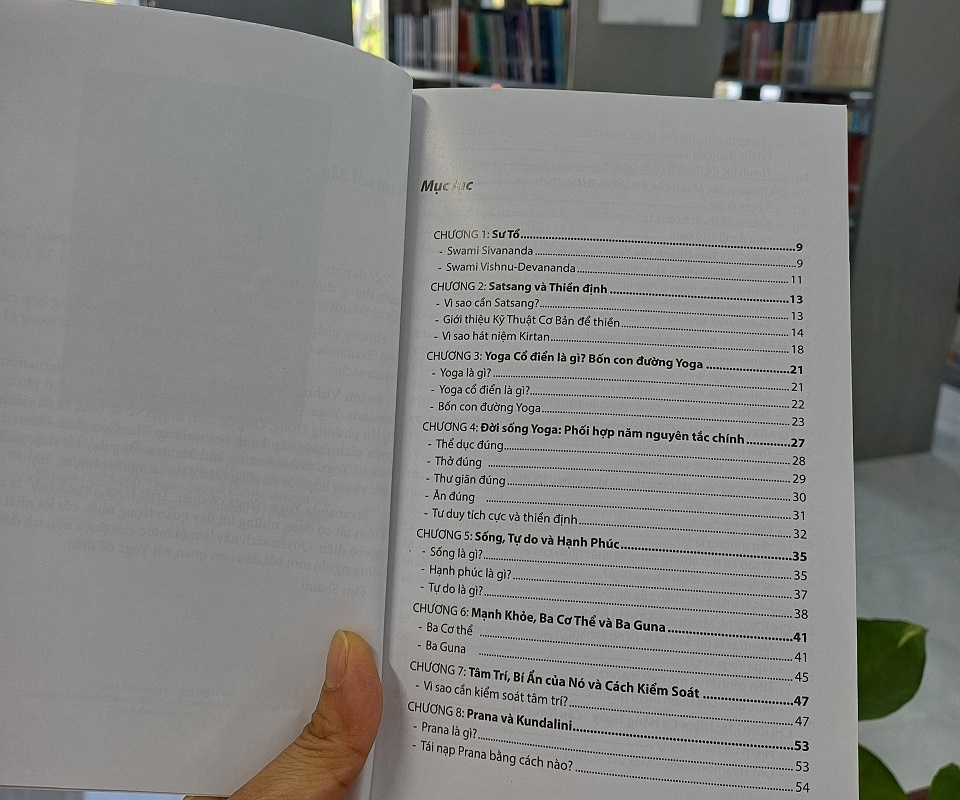 Mục lục
CHƯƠNG 1: Sư Tổ 9
- Swami Sivananda 9
- Swami Vishnu-Devananda 11
CHƯƠNG 2: Satsang và Thiền định 13
- Vì sao cần Satsang? 13
- Giới thiệu Kỹ Thuật Cơ Bản để thiền 14
- Vì sao hát niệm Kirtan 18
CHƯƠNG 3: Yoga Cổ điển là gì? Bốn con đường Yoga 21
- Yoga là gì? 21
- Yoga cổ điển là gì? 22
- Bốn con đường Yoga 23
CHƯƠNG 4: Đời sống Yoga: Phối hợp năm nguyên tắc chính 27
- Thể dục đúng 28
- Thở đúng 29
- Thư giãn đúng 30
- Ăn đúng 31
- Tư duy tích cực và thiền định 32
CHƯƠNG 5: Sống, Tự do và Hạnh Phúc 35
- Sống là gì? 35
- Hạnh phúc là gì? 37
- Tự do là gì? 38
CHƯƠNG 6: Mạnh Khỏe, Ba Cơ Thể và Ba Guna 41
- Ba Cơ thể 41
- Ba Guna 45
CHƯƠNG 7: Tâm Trí, Bí Ẩn của Nó và Cách Kiểm Soát 47
- Vì sao cần kiểm soát tâm trí? 47
CHƯƠNG 8: Prana và Kundalini 53
- Prana là gì? 53
- Tái nạp Prana bằng cách nào? 54